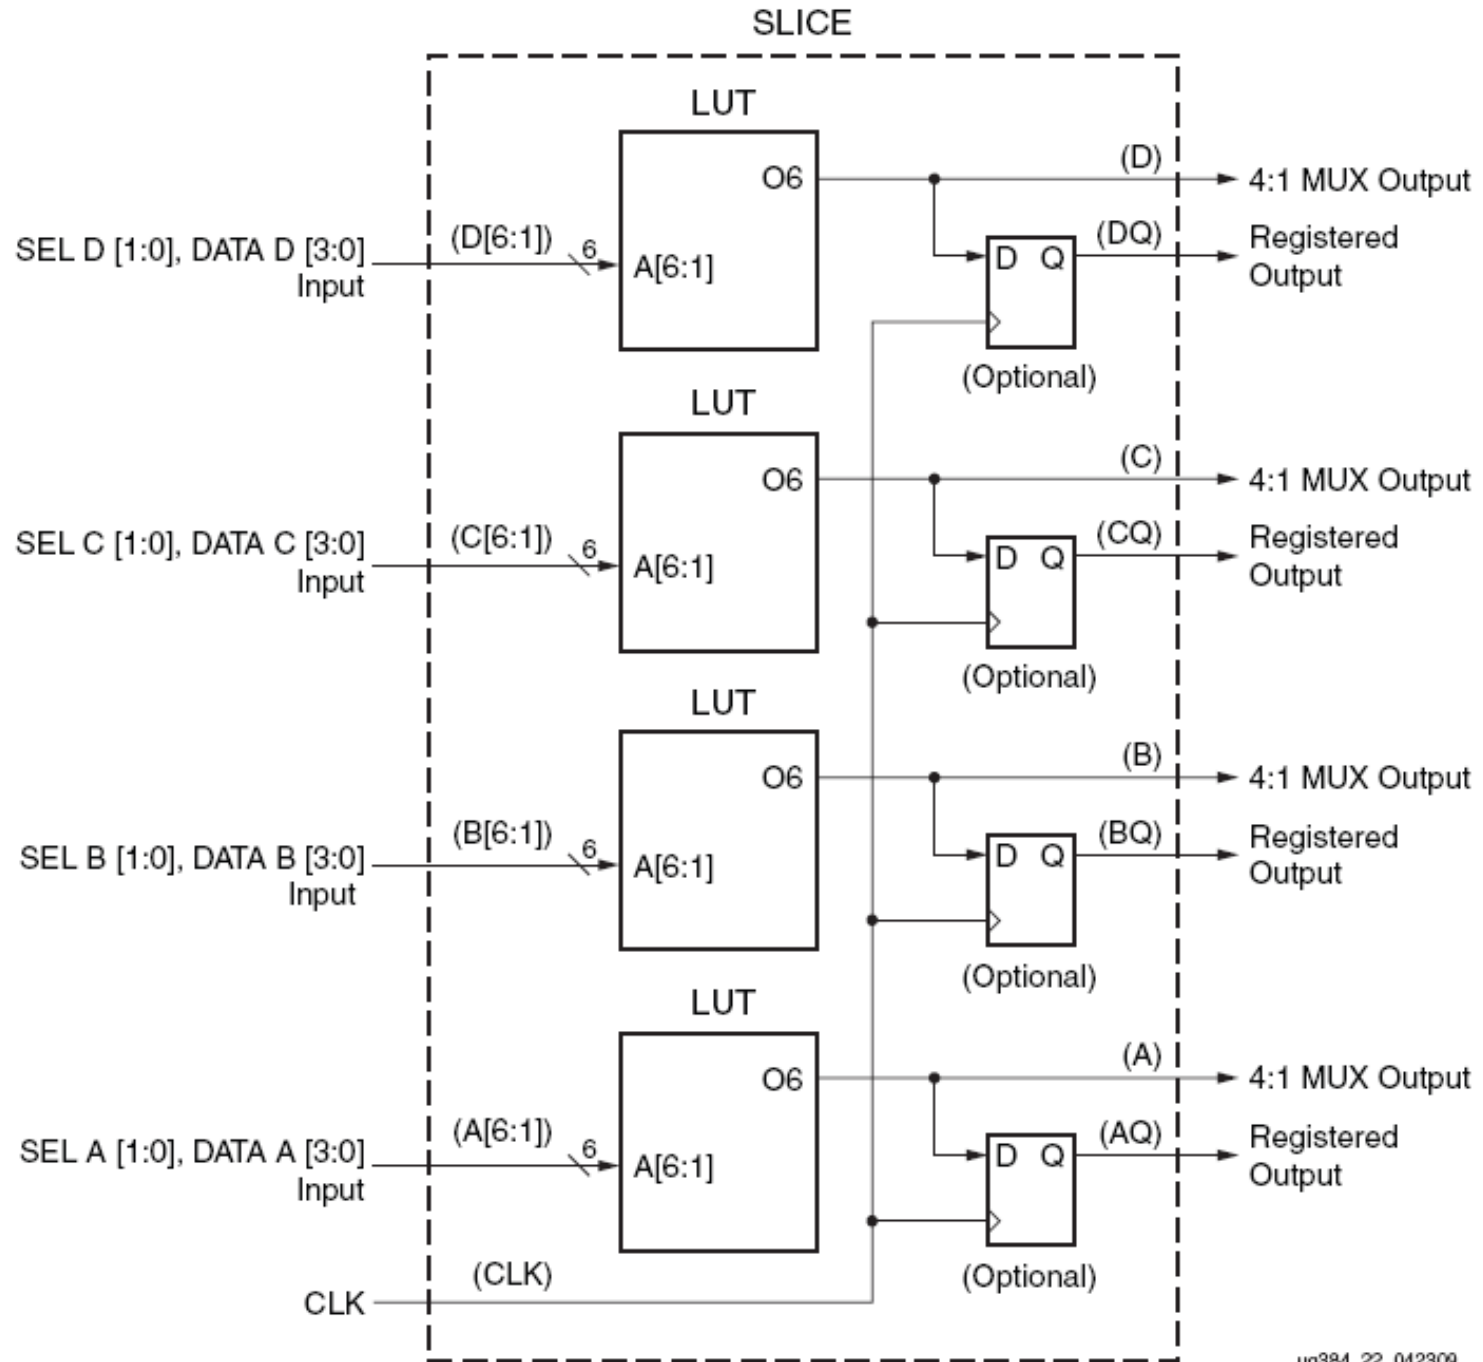 SLICE
LUT
O6
(D)
4:1 MUX Output
SEL D [1:0], DATA D [3:0]
Input
(D[6:1])
6
A[6:1]
D Q
(DQ)
Registered
Output
(Optional)
LUT
O6
(C)
4:1 MUX Output
SEL C [1:0], DATA C [3:0]
Input
(C[6:1])
6
A[6:1]
D Q
(CQ)
Registered
Output
(Optional)
LUT
O6
(B)
4:1 MUX Output
SEL B [1:0], DATA B [3:0]
Input
(B[6:1])
6
A[6:1]
D Q
(BQ)
Registered
Output
(Optional)
LUT
O6
(A)
4:1 MUX Output
SEL A [1:0], DATA A [3:0]
Input
(A[6:1])
6
A[6:1]
D Q
(AQ)
Registered
Output
(Optional)
CLK
(CLK)
ug384_22_042309